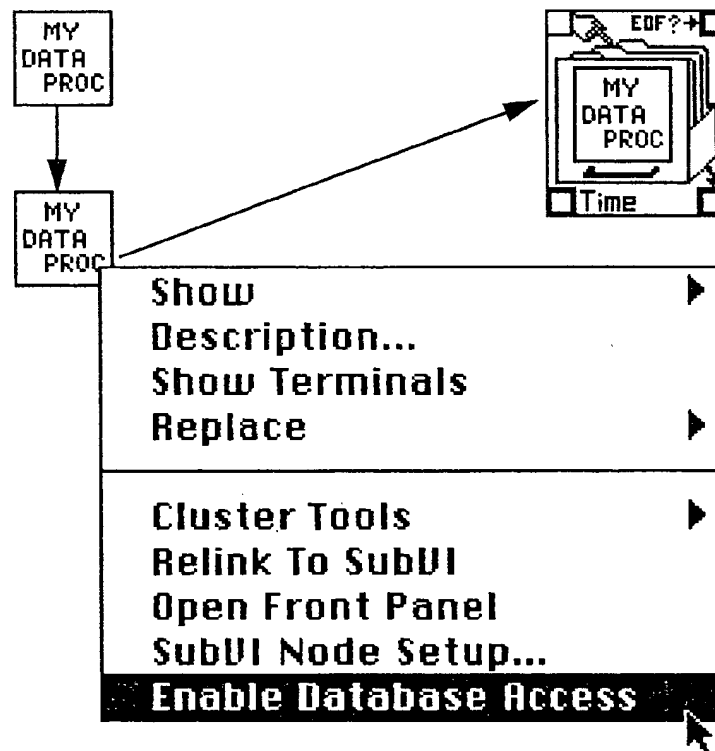 MY
DATA
PROC
EOF?
MY
DATA
PROC
Time
MY
DATA
PROC
Show
Description...
Show Terminals
Replace
Cluster Tools
Relink To SubVI
Open Front Panel
SubVI Node Setup...
Enable Database Access